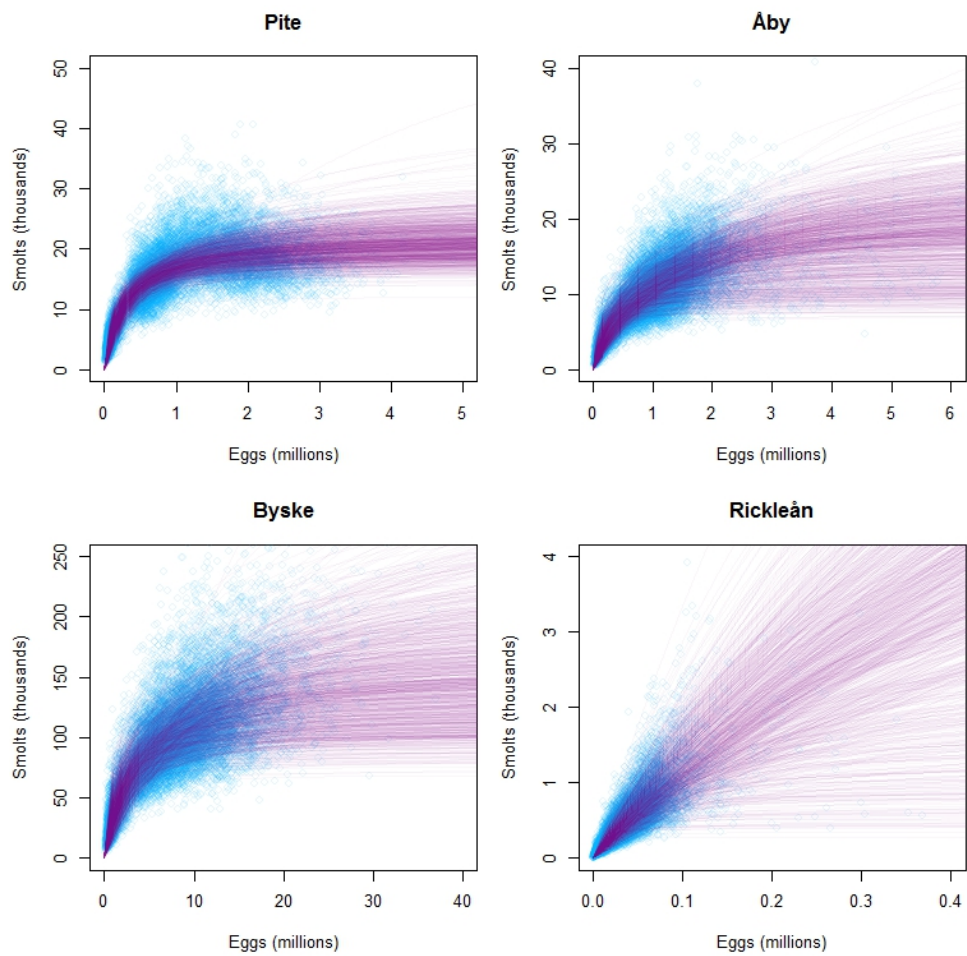 Pite
50
40
30
20
10
0
Smolts (thousands)
0 1 2 3 4 5
Eggs (millions)
Åby
40
30
20
10
0
Smolts (thousands)
0 1 2 3 4 5 6
Eggs (millions)
Byske
250
200
150
100
50
0
Smolts (thousands)
0 10 20 30 40
Eggs (millions)
Rickleån
4
3
2
1
0
Smolts (thousands)
0.0 0.1 0.2 0.3 0.4
Eggs (millions)